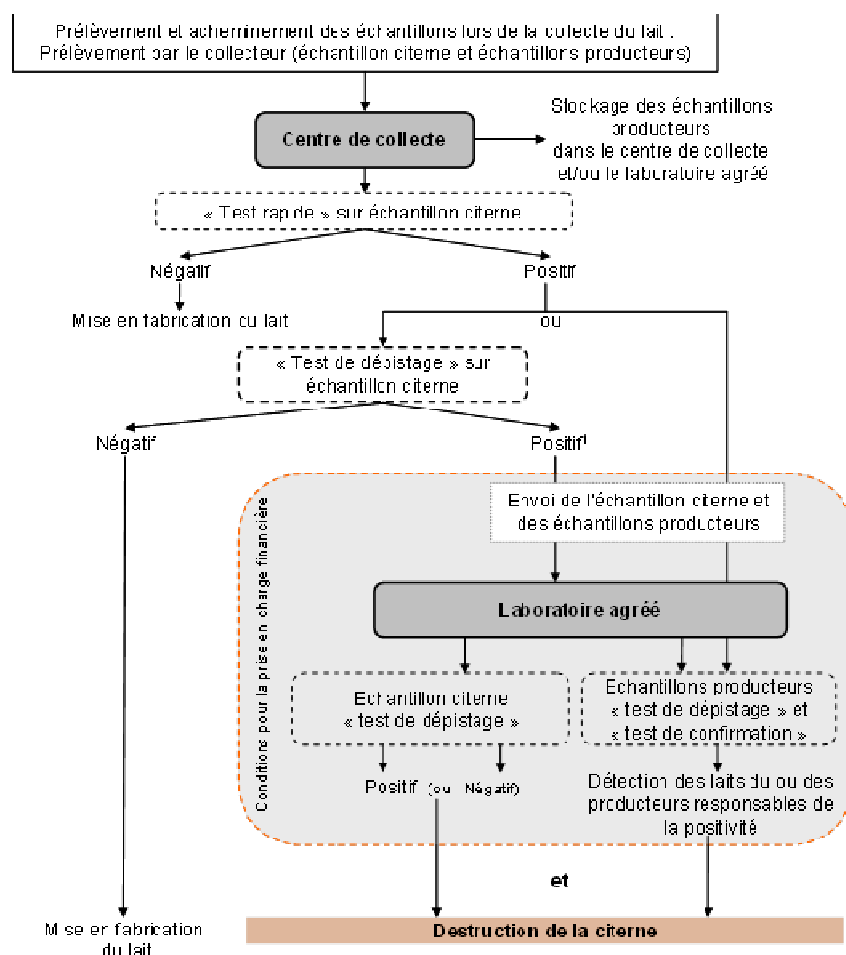 Prélèvement et acheminement des échantillons lors de la collecte du lait :
Prélèvement par le collecteur (échantillon citerne et échantillons producteurs)
Centre de collecte
Stockage des échantillons
producteurs
dans le centre de collecte
et/ou le laboratoire agréé
« Test rapide » sur échantillon citerne
Négatif
Positif
Mise en fabrication du lait
ou
« Test de dépistage » sur
échantillon citerne
Négatif
Positif¹
Envoi de l'échantillon citerne et
des échantillons producteurs
Conditions pour la prise en charge financière
Laboratoire agréé
Echantillon citerne
« test de dépistage »
Echantillons producteurs
« test de dépistage » et
« test de confirmation »
Positif (ou Négatif)
Détection des laits du ou des
producteurs responsables de
la positivité
et
Mise en fabrication
du lait
Destruction de la citerne